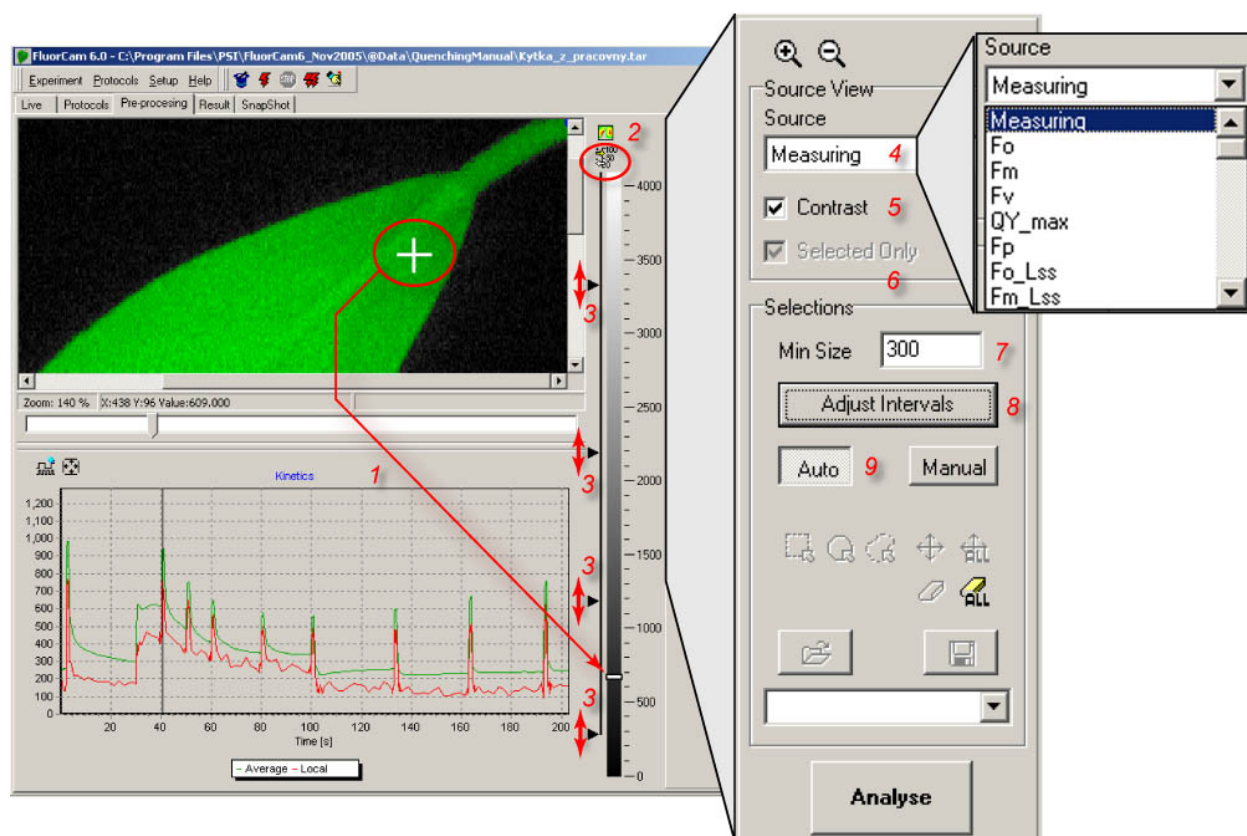 FluorCam 6.0 - C:\Program Files\PSI\FluorCam6_Nov2005\@Data\QuenchingManual\Kytka_z_pracovny.tar
Experiment Protocols Setup Help
Live Protocols Pre-procesing Result SnapShot
2
4000
3500
3
3000
Zoom: 140 % X:438 Y:96 Value:609.000
2500
3
2000
1
Kinetics
1,200
1,100
1,000
900
800
700
600
500
400
300
200
100
0
20 40 60 80 100 120 140 160 180 200
Time [s]
Average Local
1500
3
1000
3
500
0
Source View
Source
Measuring 4
Contrast 5
Selected Only
6
Selections
Min Size 300 7
Adjust Intervals 8
Auto 9 Manual
ALL
ALL
Analyse
Source
Measuring
Measuring
Fo
Fm
Fv
QY_max
Fp
Fo_Lss
Fm_Lss